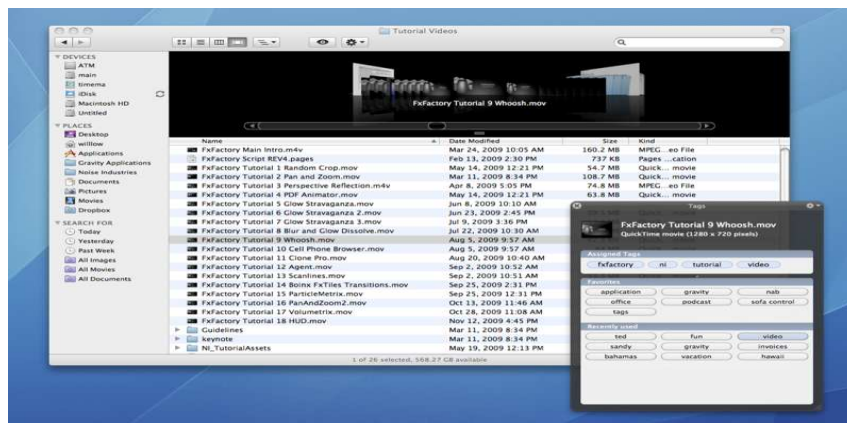 Tutorial Videos
FxFactory Tutorial 9 Whoosh.mov
DEVICES
ATM
main
timema
iDisk
Macintosh HD
Untitled
PLACES
Desktop
willlow
Applications
Gravity Applications
Noise Industries
Documents
Pictures
Movies
Dropbox
SEARCH FOR
Today
Yesterday
Past Week
All Images
All Movies
All Documents
Name Date Modified Size Kind
FxFactory Main Intro.m4v Mar 24, 2009 10:05 AM 160.2 MB MPEG...eo File
FxFactory Script REV4.pages Feb 13, 2009 2:30 PM 737 KB Pages ...cation
FxFactory Tutorial 1 Random Crop.mov May 14, 2009 12:21 PM 54.7 MB Quick... movie
FxFactory Tutorial 2 Pan and Zoom.mov Mar 11, 2009 8:34 PM 108.7 MB Quick... movie
FxFactory Tutorial 3 Perspective Reflection.m4v Apr 8, 2009 5:05 PM 74.8 MB MPEG...eo File
FxFactory Tutorial 4 PDF Animator.mov May 14, 2009 12:21 PM 63.8 MB Quick... movie
FxFactory Tutorial 5 Glow Stravaganza.mov Jun 8, 2009 10:10 AM
FxFactory Tutorial 6 Glow Stravaganza 2.mov Jun 23, 2009 2:45 PM
FxFactory Tutorial 7 Glow Stravaganza 3.mov Jul 9, 2009 3:36 PM
FxFactory Tutorial 8 Blur and Glow Dissolve.mov Jul 22, 2009 10:30 AM
FxFactory Tutorial 9 Whoosh.mov Aug 5, 2009 9:57 AM
FxFactory Tutorial 10 Cell Phone Browser.mov Aug 5, 2009 9:57 AM
FxFactory Tutorial 11 Clone Pro.mov Aug 20, 2009 10:40 AM
FxFactory Tutorial 12 Agent.mov Sep 2, 2009 10:52 AM
FxFactory Tutorial 13 Scanlines.mov Sep 2, 2009 10:51 AM
FxFactory Tutorial 14 Boinx FxTiles Transitions.mov Sep 25, 2009 2:31 PM
FxFactory Tutorial 15 ParticleMetrix.mov Sep 25, 2009 12:31 PM
FxFactory Tutorial 16 PanAndZoom2.mov Oct 13, 2009 11:46 AM
FxFactory Tutorial 17 Volumetrix.mov Oct 28, 2009 11:08 AM
FxFactory Tutorial 18 HUD.mov Nov 12, 2009 4:45 PM
Guidelines Mar 11, 2009 8:34 PM
keynote Mar 11, 2009 8:34 PM
NI_TutorialAssets May 19, 2009 12:13 PM
1 of 26 selected, 568.27 GB available
Tags
FxFactory Tutorial 9 Whoosh.mov
QuickTime movie (1280 x 720 pixels)
Assigned Tags
fxfactory ni tutorial video
Favorites
application gravity nab
office podcast sofa control
tags
Recently used
ted fun video
sandy gravity invoices
bahamas vacation hawaii